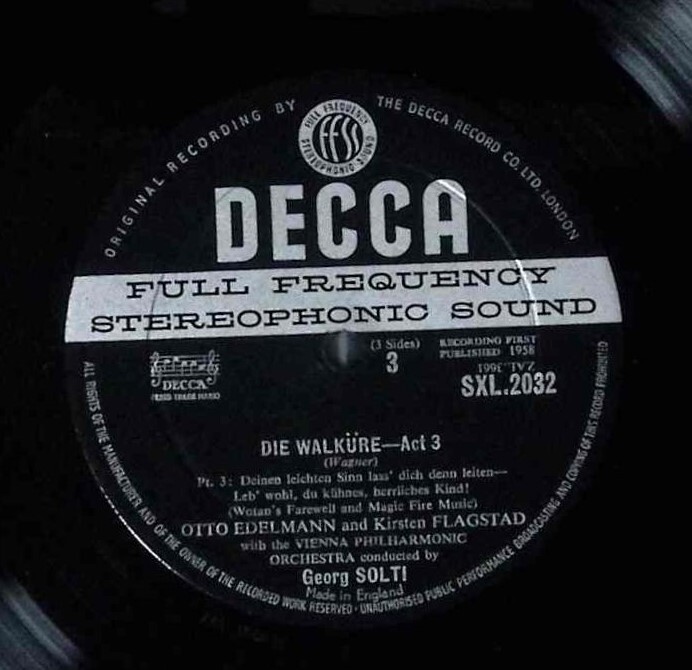 ORIGINAL RECORDING BY THE DECCA RECORD CO. LTD. LONDON
FULL FREQUENCY
ffss
STEREOPHONIC SOUND
DECCA
FULL FREQUENCY
STEREOPHONIC SOUND
(3 Sides)
3
RECORDING FIRST
PUBLISHED 1958
ZAL 1661
SXL.2032
DECCA
DIE WALKÜRE—Act 3
(Wagner)
Pt. 3: Deinen leichten Sinn lass' dich denn leiten—
Leb' wohl, du kühnes, herrliches Kind!
(Wotan's Farewell and Magic Fire Music)
OTTO EDELMANN and Kirsten FLAGSTAD
with the VIENNA PHILHARMONIC
ORCHESTRA conducted by
Georg SOLTI
Made in England
ALL RIGHTS OF THE MANUFACTURER AND OF THE OWNER OF THE RECORDED WORK RESERVED · UNAUTHORISED PUBLIC PERFORMANCE BROADCASTING AND COPYING OF THIS RECORD PROHIBITED